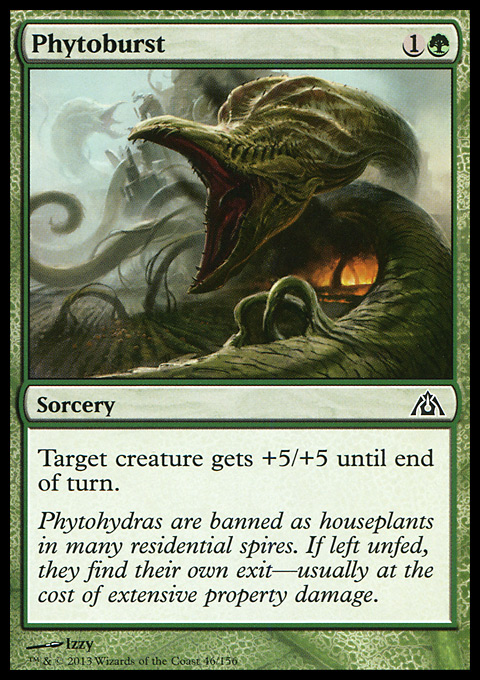 Phytoburst 1
Sorcery
Target creature gets +5/+5 until end
of turn.
Phytohydras are banned as houseplants
in many residential spires. If left unfed,
they find their own exit—usually at the
cost of extensive property damage.
Izzy
™ & © 2013 Wizards of the Coast 46/156